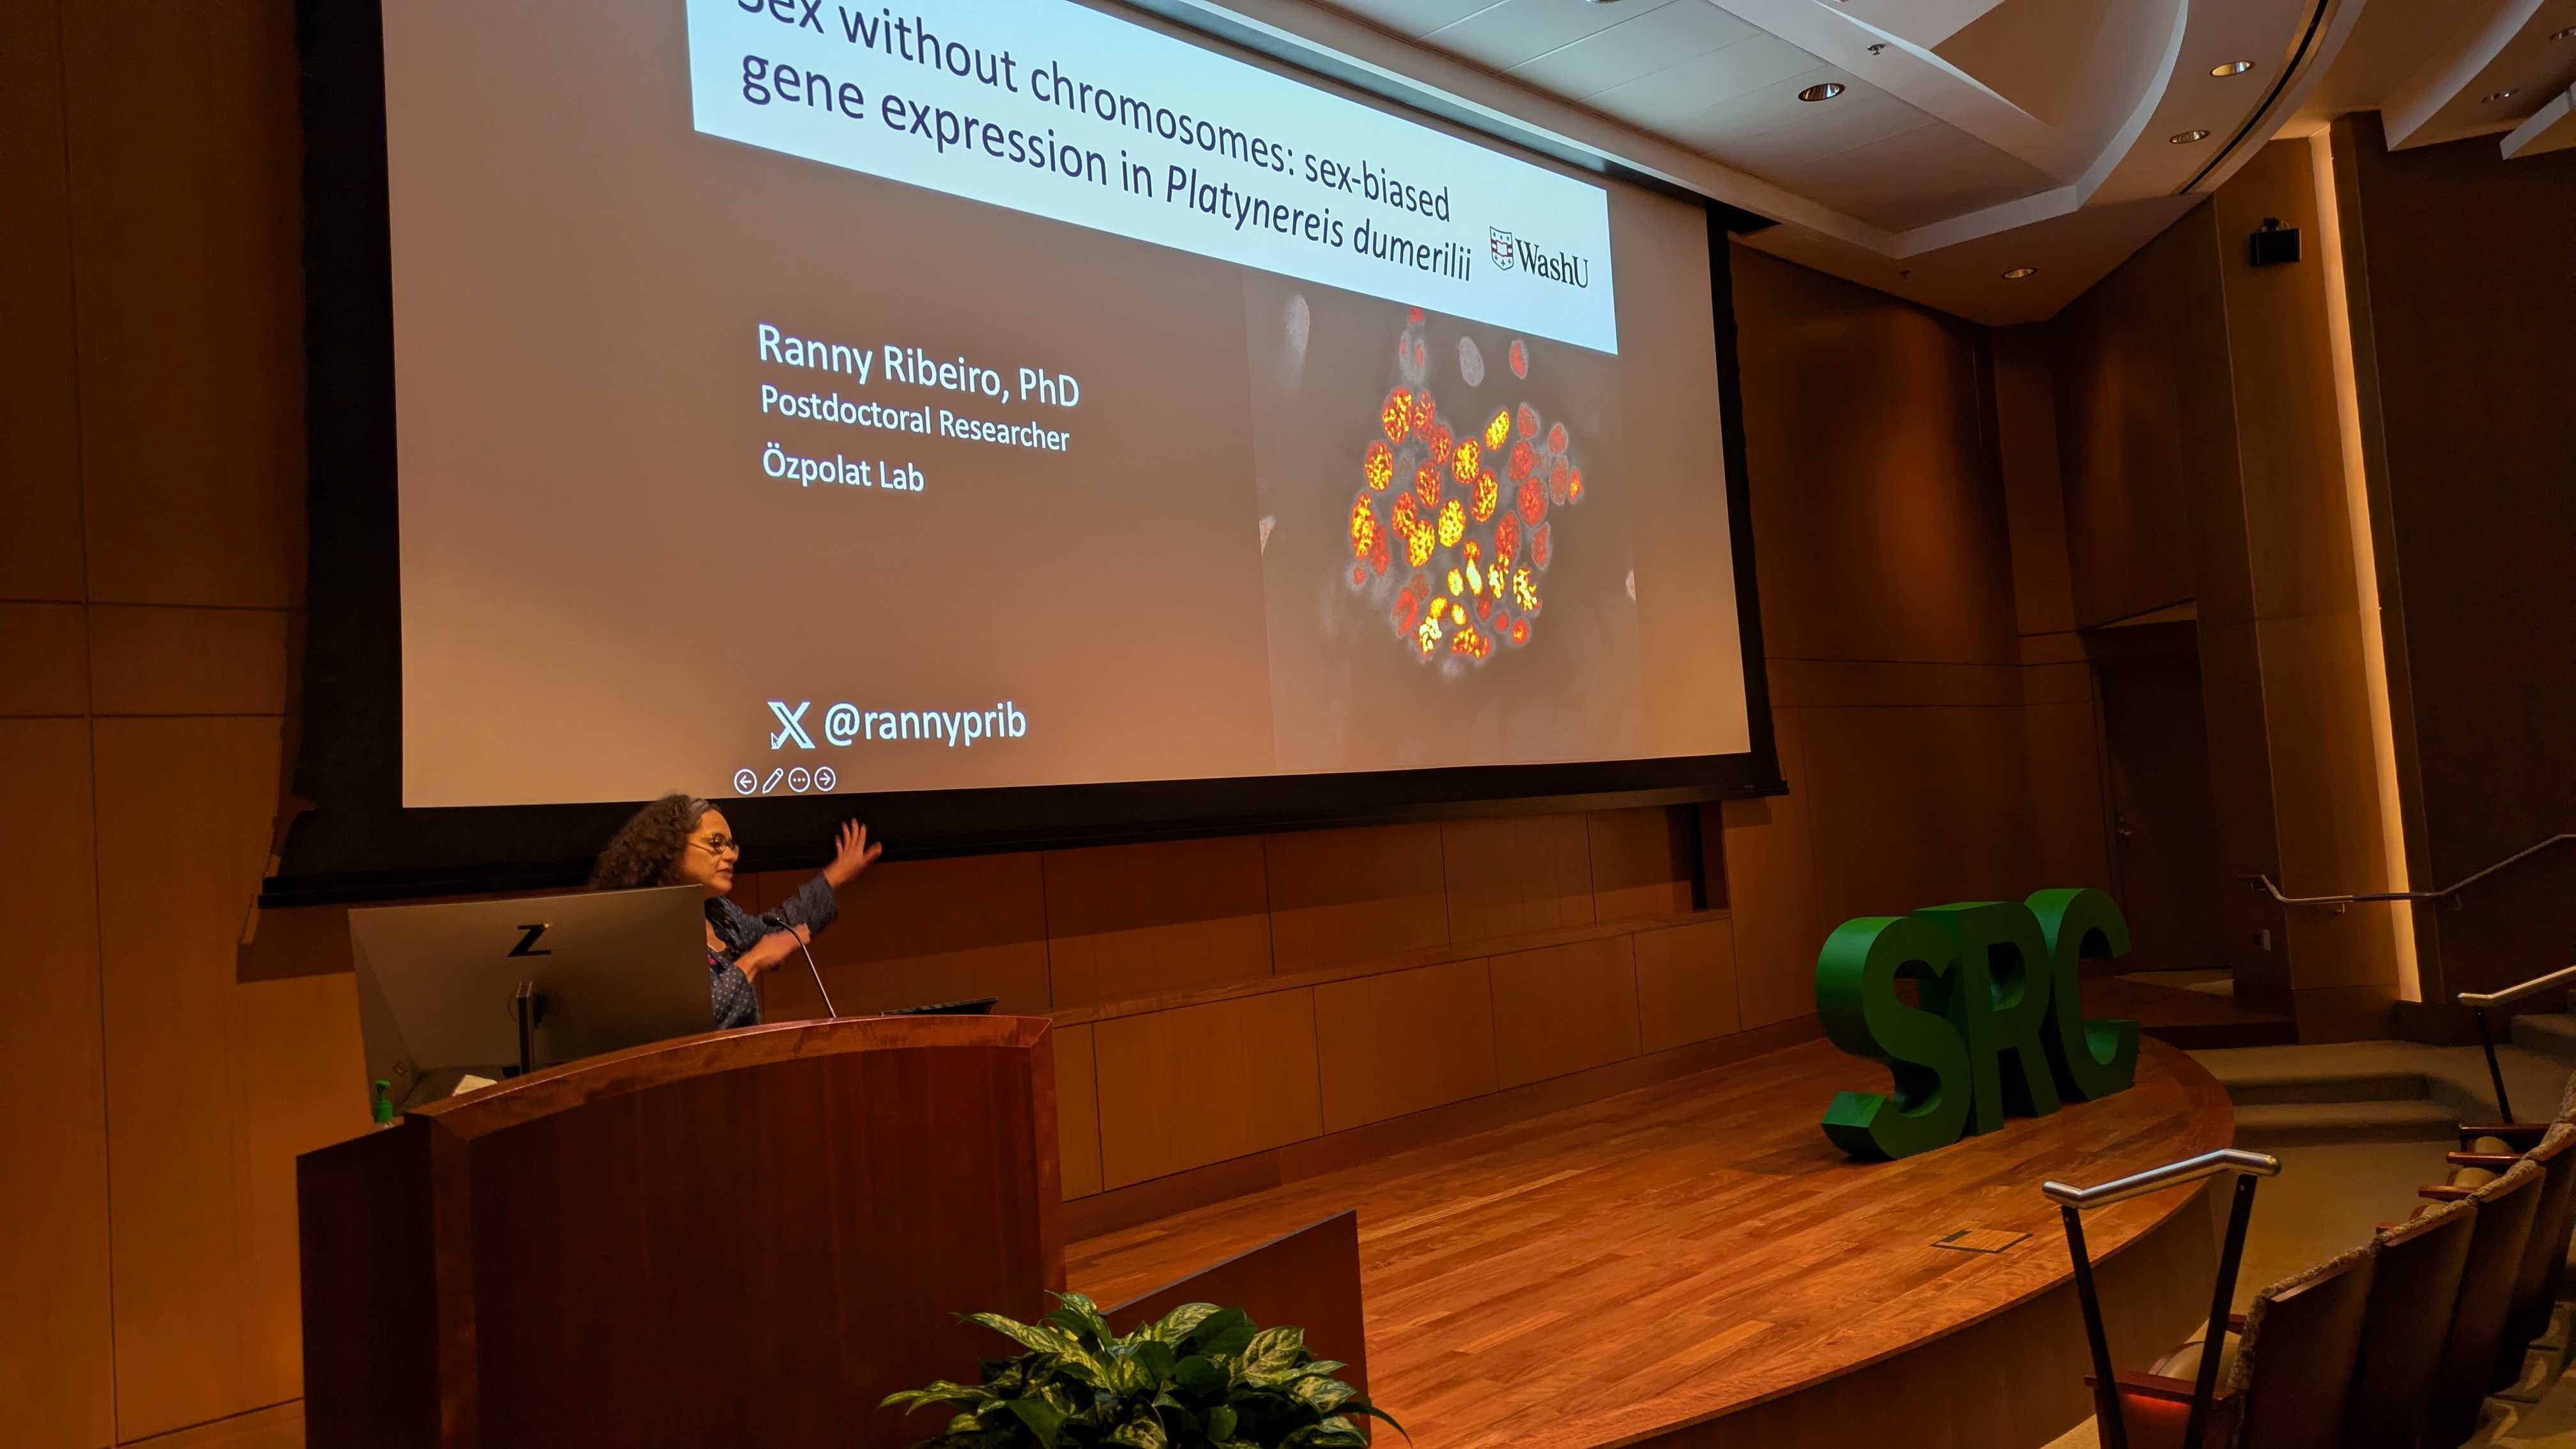 Sex without chromosomes: sex-biased
gene expression in Platynereis dumerilii
WashU
Ranny Ribeiro, PhD
Postdoctoral Researcher
Özpolat Lab
X @rannyprib
Z
SRC